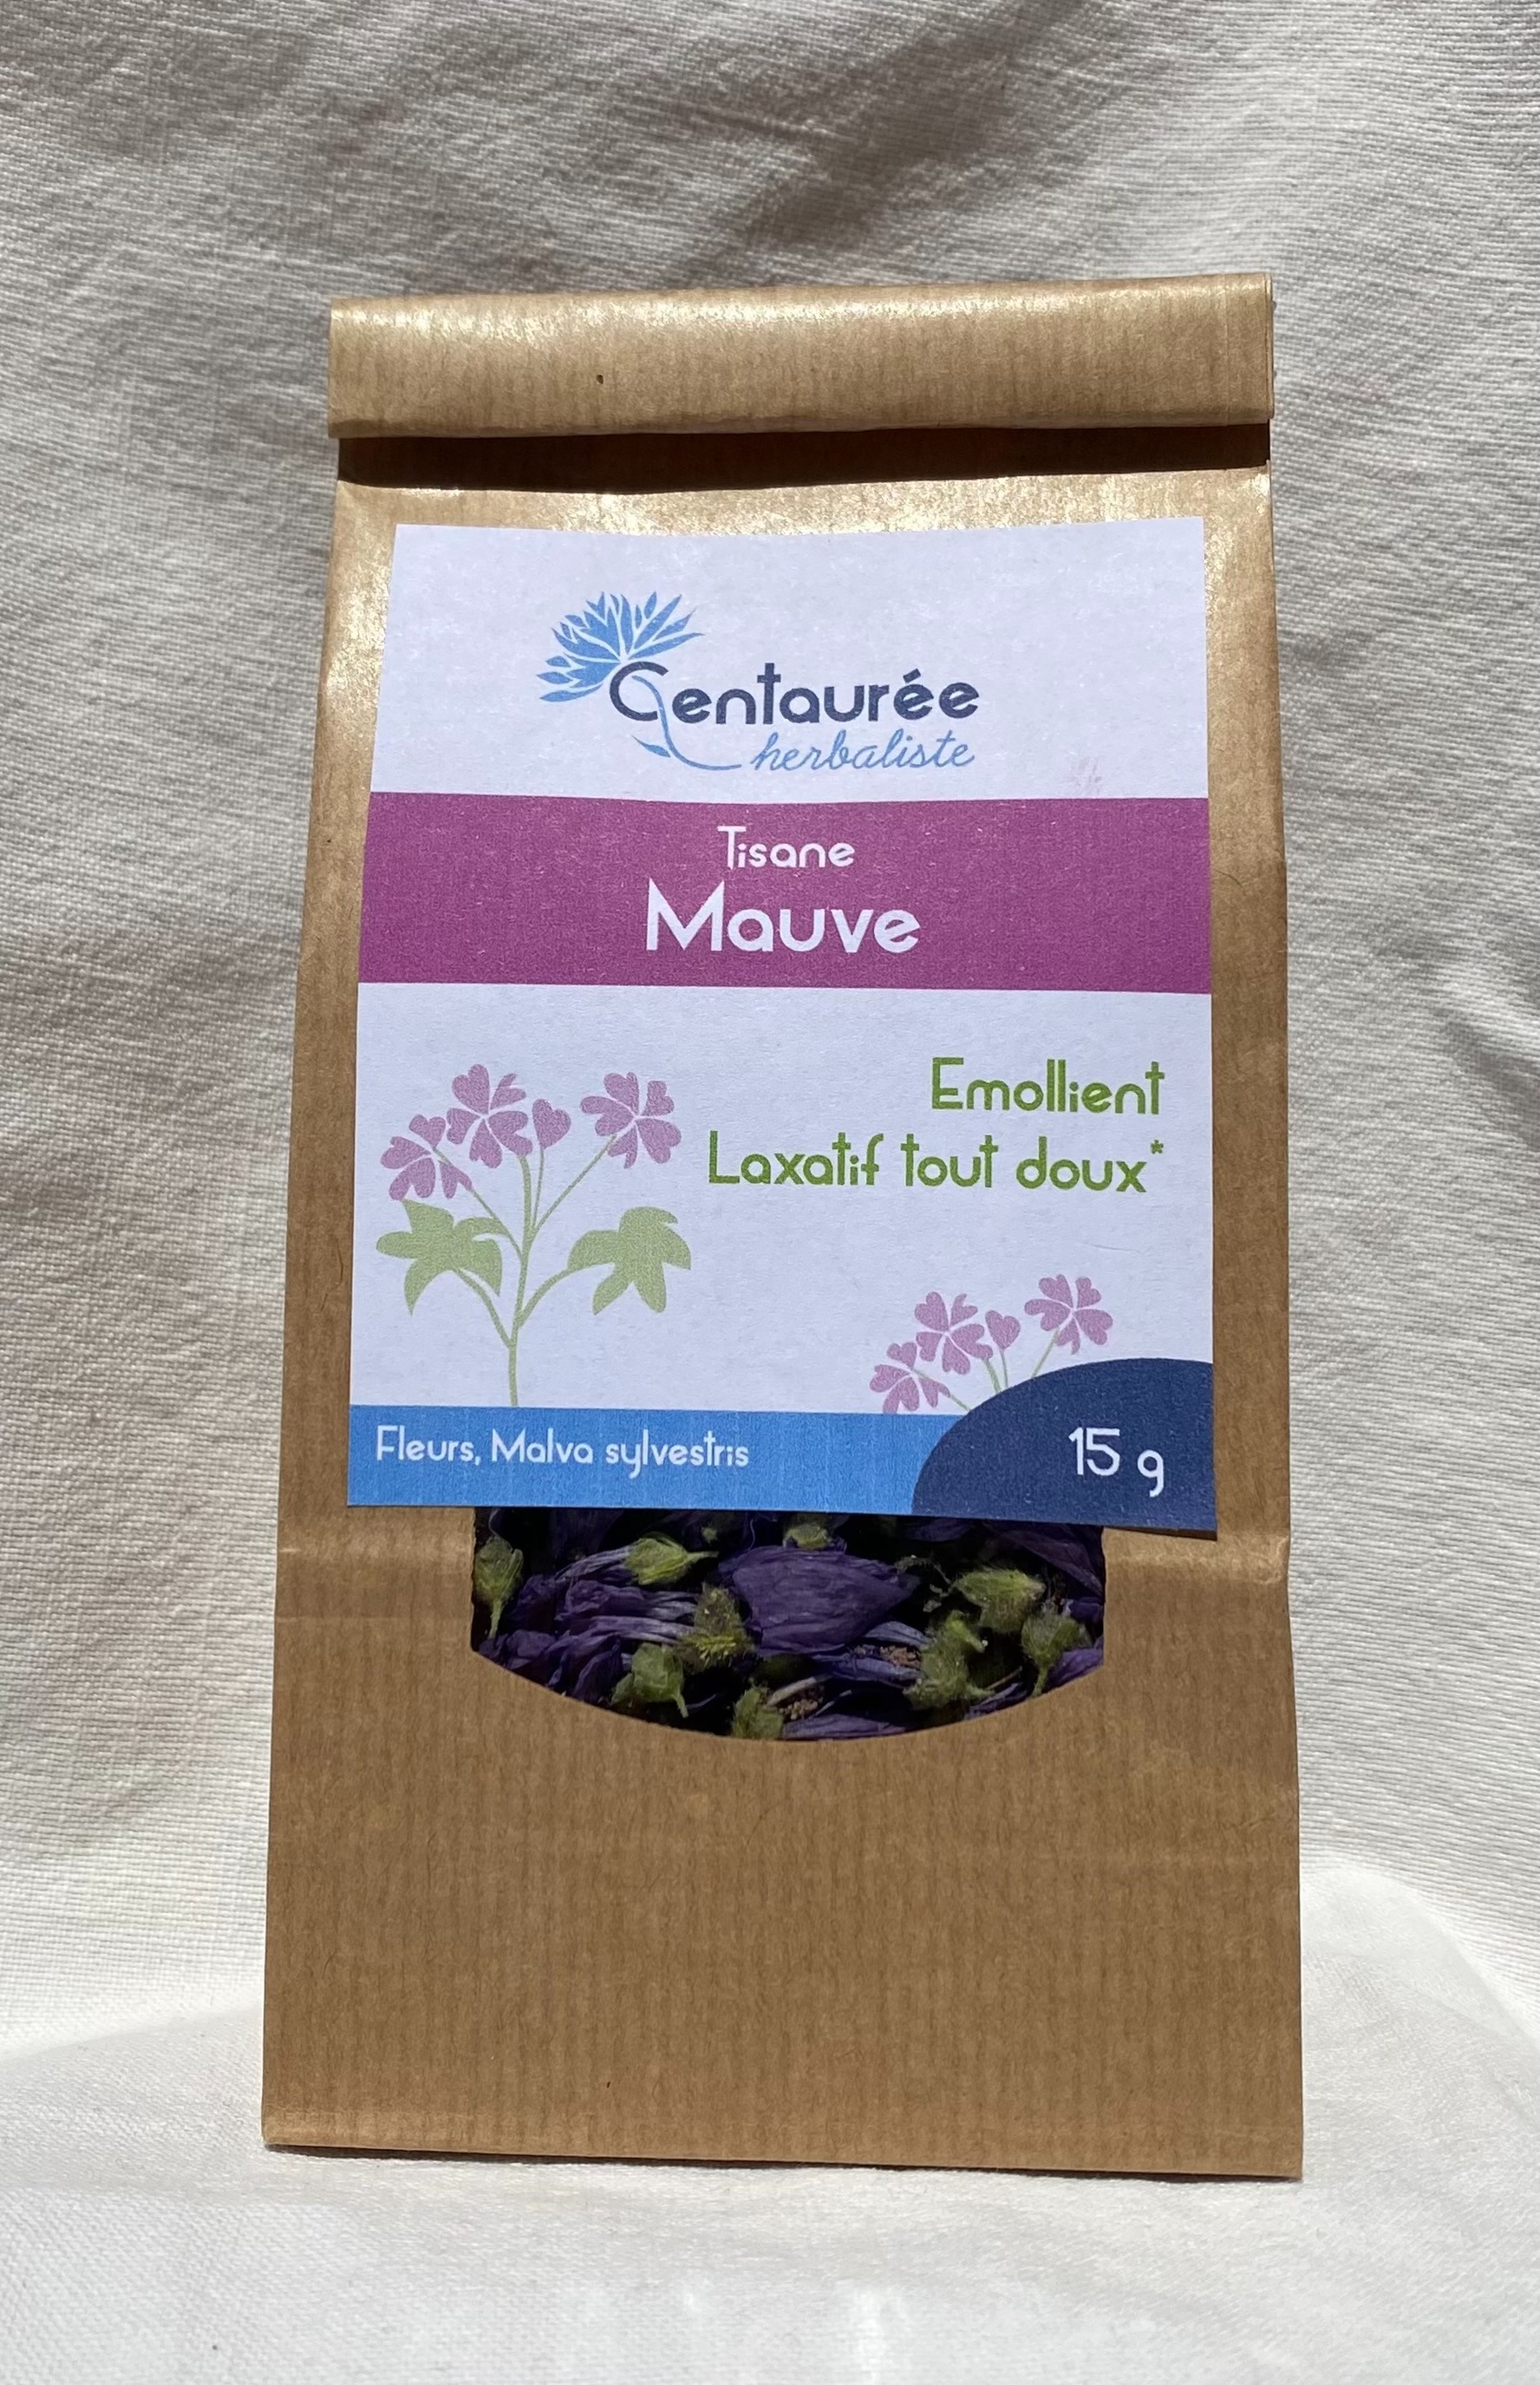 Centaurée
herbaliste
Tisane
Mauve
Emollient
Laxatif tout doux*
Fleurs, Malva sylvestris
15 g